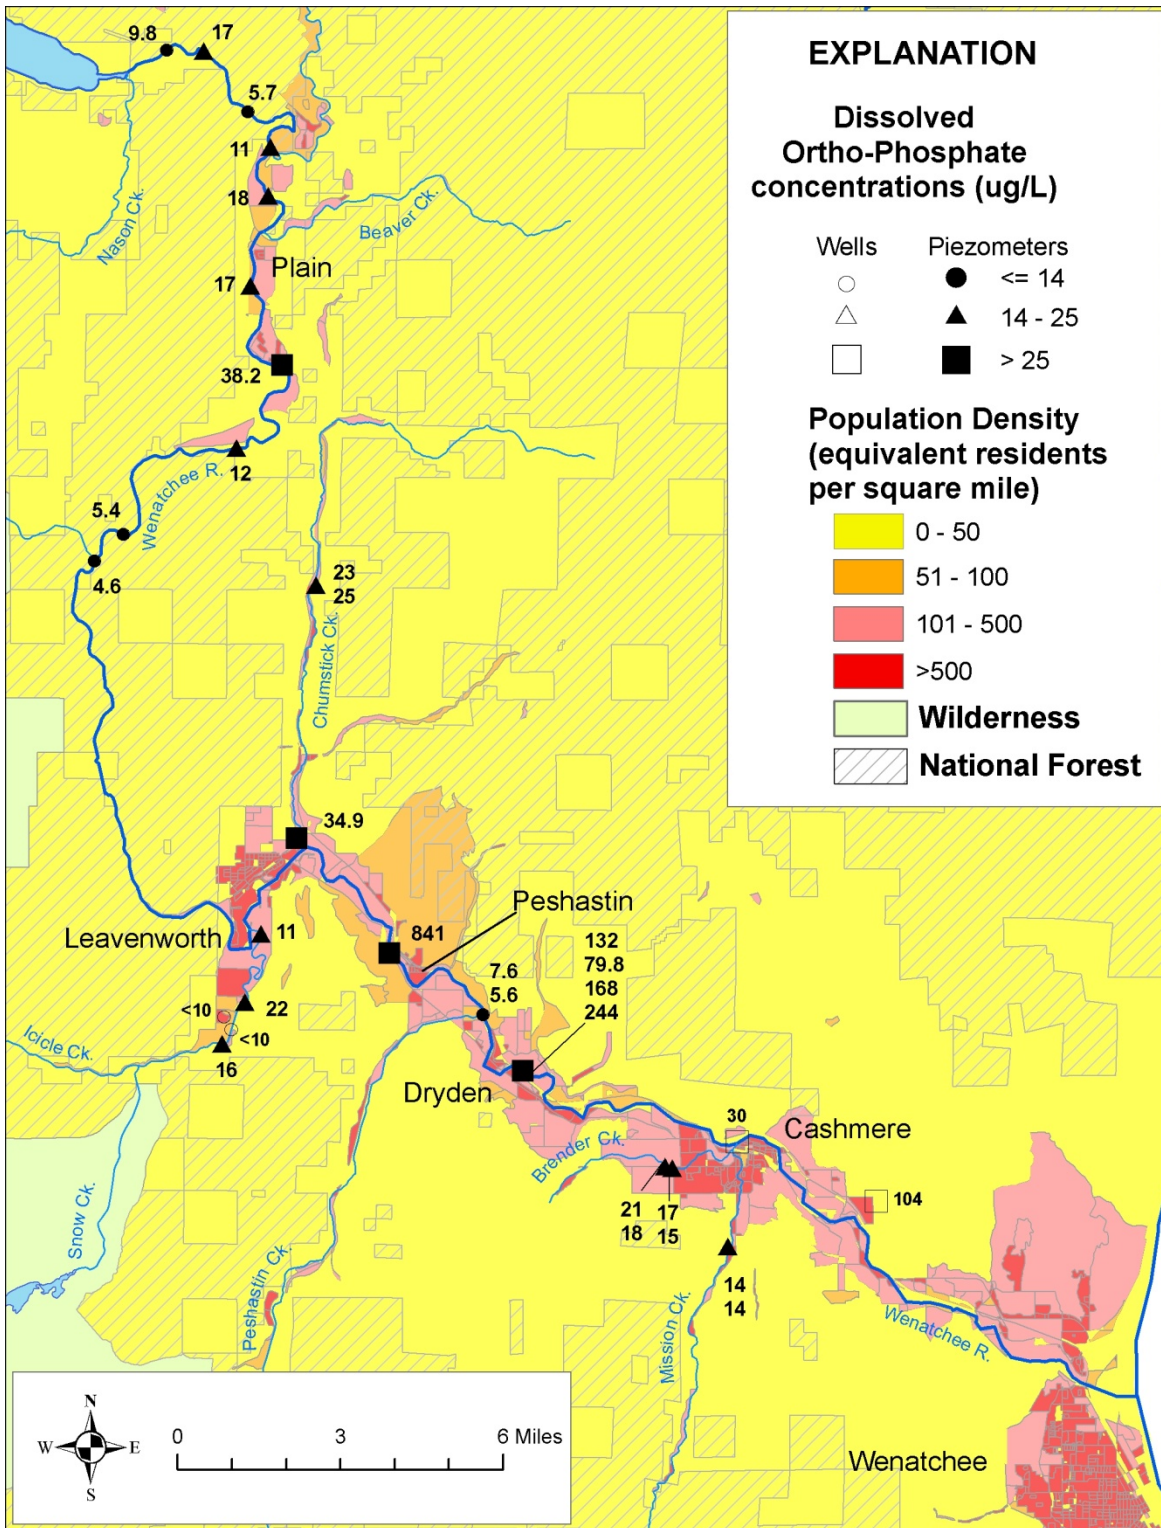 9.8
17
5.7
11
18
Nason Ck.
Beaver Ck.
Plain
17
38.2
12
Wenatchee R.
5.4
4.6
23
25
Chumstick Ck.
34.9
Leavenworth
11
Peshastin
841
132
79.8
168
244
7.6
5.6
<10
22
<10
Icicle Ck.
16
Dryden
30
Cashmere
Brender Ck.
104
21
18
17
15
Snow Ck.
Peshastin Ck.
14
14
Mission Ck.
Wenatchee R.
Wenatchee
EXPLANATION
Dissolved
Ortho-Phosphate
concentrations (ug/L)
Wells Piezometers
<= 14
14 - 25
> 25
Population Density
(equivalent residents
per square mile)
0 - 50
51 - 100
101 - 500
>500
Wilderness
National Forest
N
W E
S
0 3 6 Miles